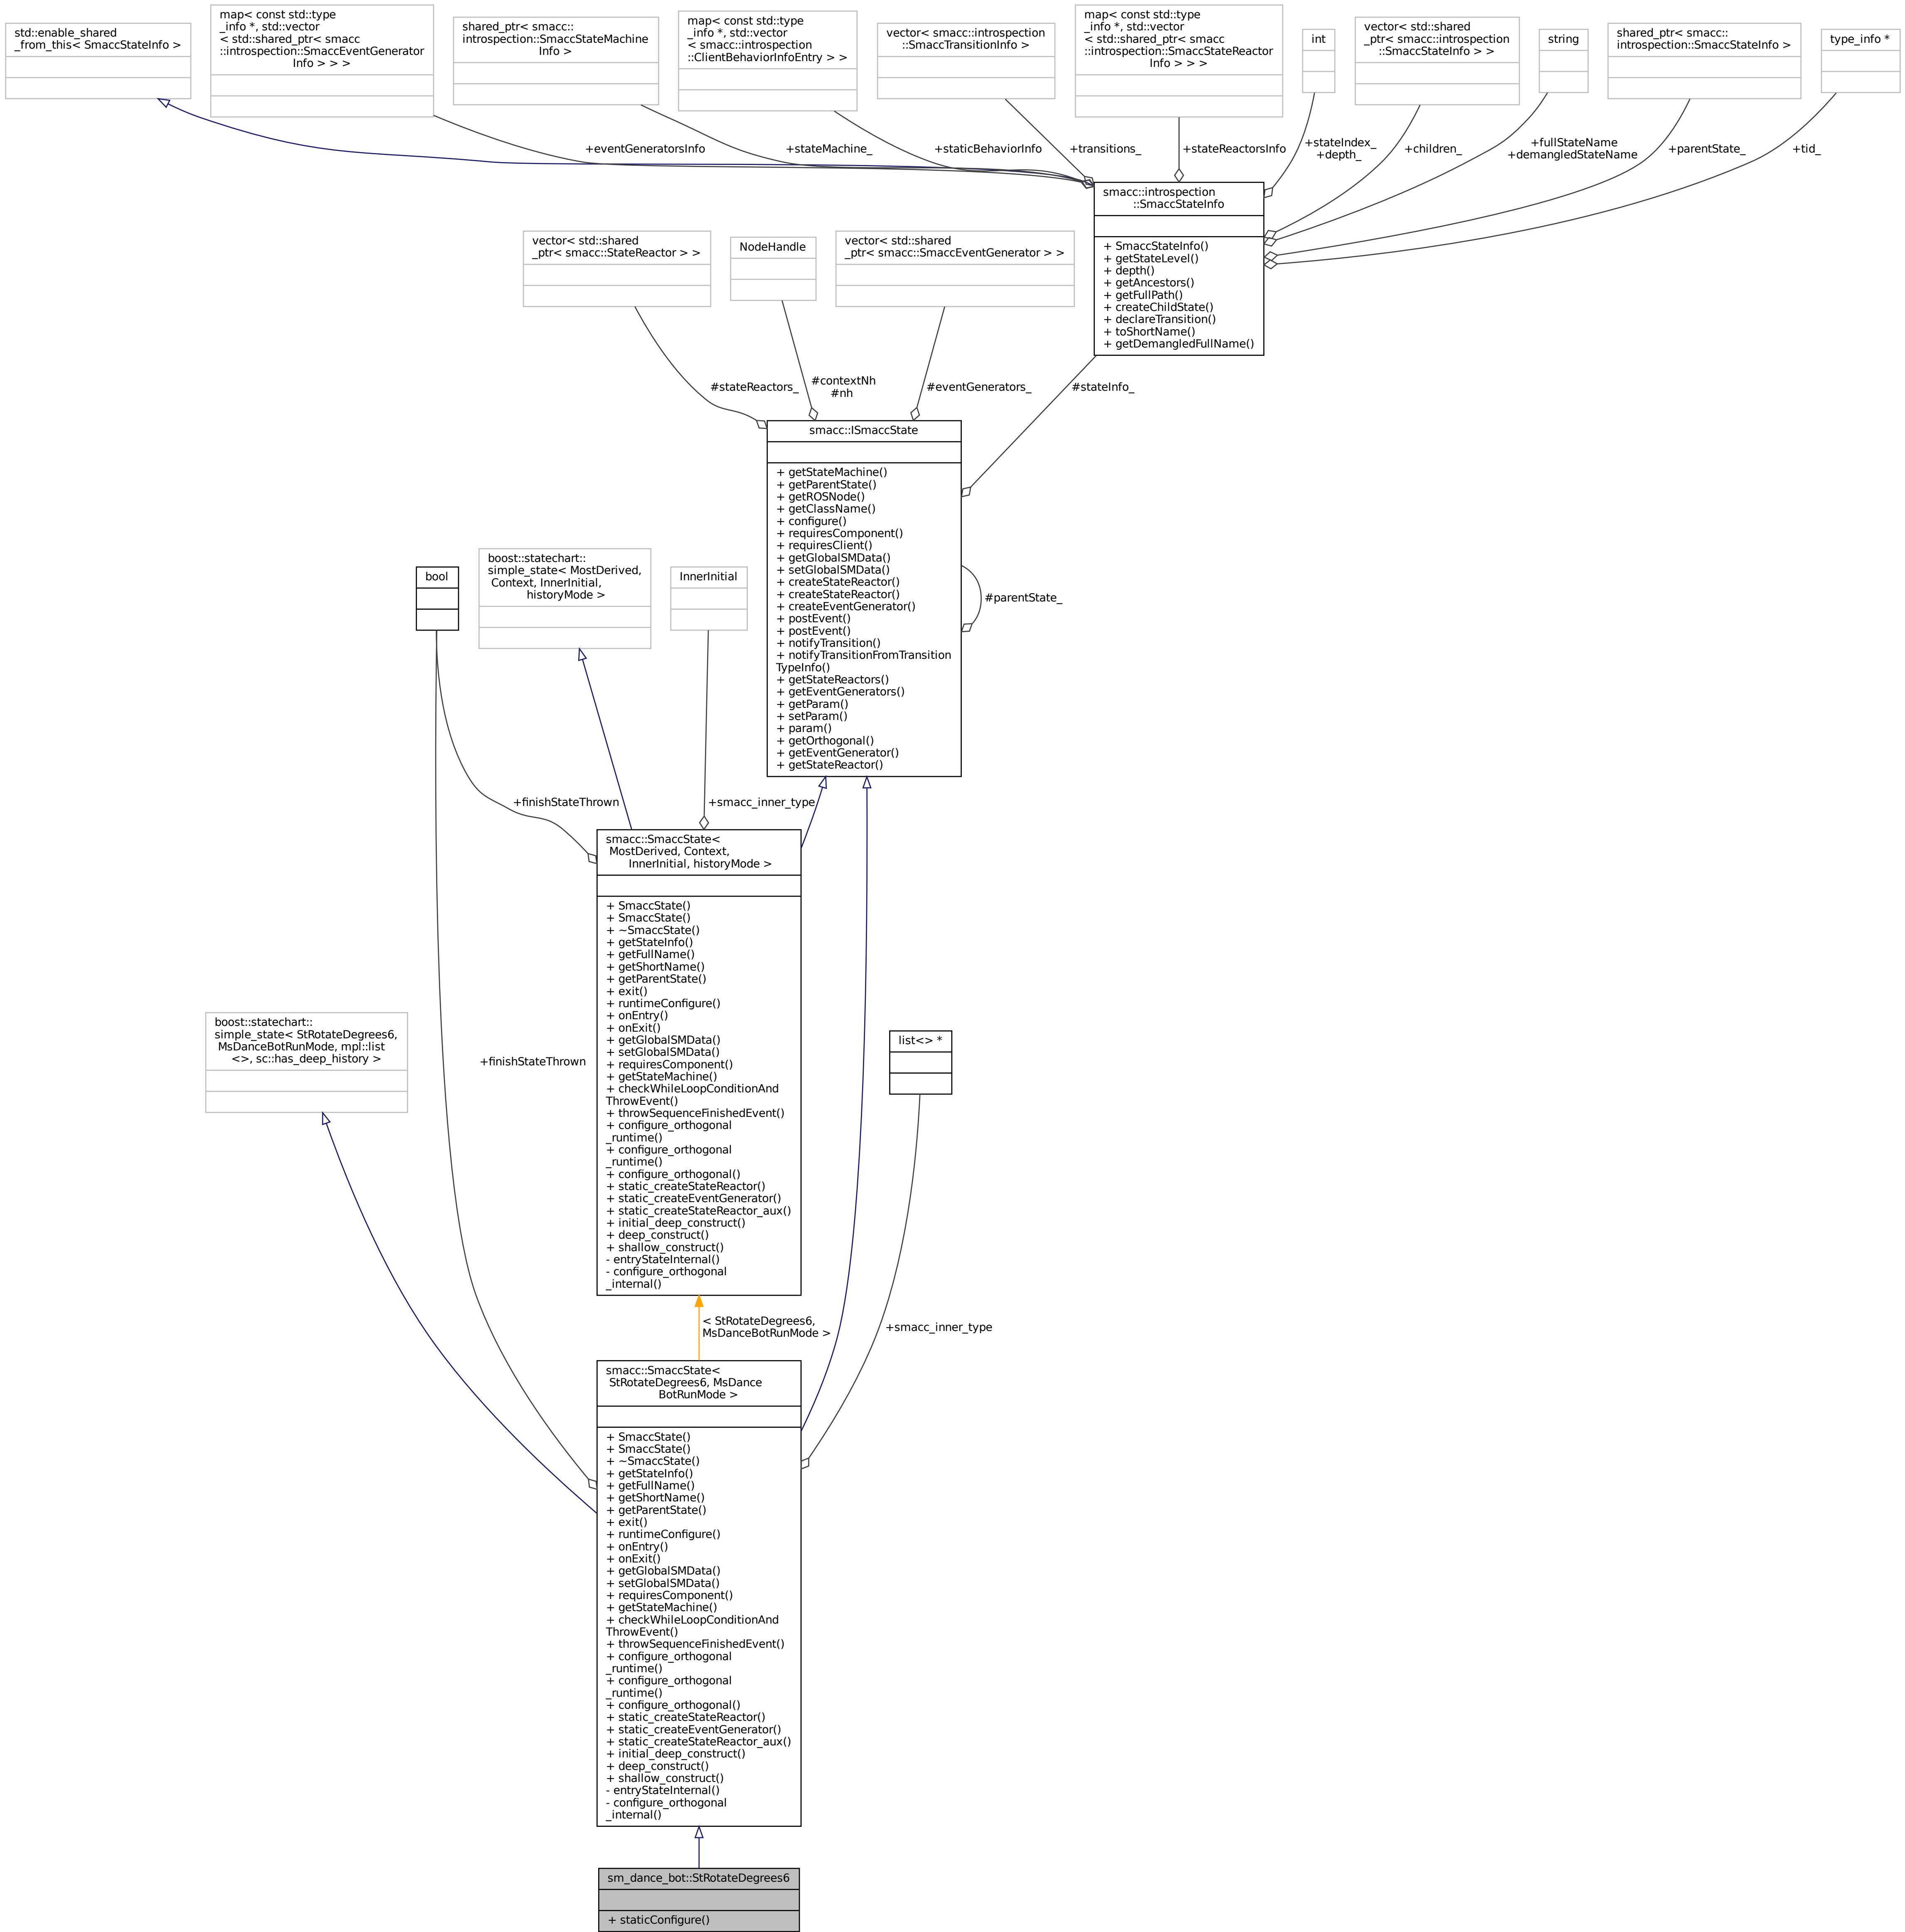 std::enable_shared
_from_this< SmaccStateInfo >
map< const std::type
_info *, std::vector
< std::shared_ptr< smacc
::introspection::SmaccEventGenerator
Info > > >
shared_ptr< smacc::
introspection::SmaccStateMachine
Info >
map< const std::type
_info *, std::vector
< smacc::introspection
::ClientBehaviorInfoEntry > >
vector< smacc::introspection
::SmaccTransitionInfo >
map< const std::type
_info *, std::vector
< std::shared_ptr< smacc
::introspection::SmaccStateReactor
Info > > >
int
vector< std::shared
_ptr< smacc::introspection
::SmaccStateInfo > >
string
shared_ptr< smacc::
introspection::SmaccStateInfo >
type_info *
+eventGeneratorsInfo
+stateMachine_
+staticBehaviorInfo
+transitions_
+stateReactorsInfo
+stateIndex_
+depth_
+children_
+fullStateName
+demangledStateName
+parentState_
+tid_
smacc::introspection
::SmaccStateInfo
+ SmaccStateInfo()
+ getStateLevel()
+ depth()
+ getAncestors()
+ getFullPath()
+ createChildState()
+ declareTransition()
+ toShortName()
+ getDemangledFullName()
vector< std::shared
_ptr< smacc::StateReactor > >
NodeHandle
vector< std::shared
_ptr< smacc::SmaccEventGenerator > >
#stateReactors_
#contextNh
#nh
#eventGenerators_
#stateInfo_
smacc::ISmaccState
+ getStateMachine()
+ getParentState()
+ getROSNode()
+ getClassName()
+ configure()
+ requiresComponent()
+ requiresClient()
+ getGlobalSMData()
+ setGlobalSMData()
+ createStateReactor()
+ createStateReactor()
+ createEventGenerator()
+ postEvent()
+ postEvent()
+ notifyTransition()
+ notifyTransitionFromTransition
TypeInfo()
+ getStateReactors()
+ getEventGenerators()
+ getParam()
+ setParam()
+ param()
+ getOrthogonal()
+ getEventGenerator()
+ getStateReactor()
#parentState_
bool
boost::statechart::
simple_state< MostDerived,
Context, InnerInitial,
historyMode >
InnerInitial
+finishStateThrown
+smacc_inner_type
smacc::SmaccState<
MostDerived, Context,
InnerInitial, historyMode >
+ SmaccState()
+ SmaccState()
+ ~SmaccState()
+ getStateInfo()
+ getFullName()
+ getShortName()
+ getParentState()
+ exit()
+ runtimeConfigure()
+ onEntry()
+ onExit()
+ getGlobalSMData()
+ setGlobalSMData()
+ requiresComponent()
+ getStateMachine()
+ checkWhileLoopConditionAnd
ThrowEvent()
+ throwSequenceFinishedEvent()
+ configure_orthogonal
_runtime()
+ configure_orthogonal
_runtime()
+ configure_orthogonal()
+ static_createStateReactor()
+ static_createEventGenerator()
+ static_createStateReactor_aux()
+ initial_deep_construct()
+ deep_construct()
+ shallow_construct()
- entryStateInternal()
- configure_orthogonal
_internal()
boost::statechart::
simple_state< StRotateDegrees6,
MsDanceBotRunMode, mpl::list
<>, sc::has_deep_history >
+finishStateThrown
list<> *
< StRotateDegrees6,
MsDanceBotRunMode >
+smacc_inner_type
smacc::SmaccState<
StRotateDegrees6, MsDance
BotRunMode >
+ SmaccState()
+ SmaccState()
+ ~SmaccState()
+ getStateInfo()
+ getFullName()
+ getShortName()
+ getParentState()
+ exit()
+ runtimeConfigure()
+ onEntry()
+ onExit()
+ getGlobalSMData()
+ setGlobalSMData()
+ requiresComponent()
+ getStateMachine()
+ checkWhileLoopConditionAnd
ThrowEvent()
+ throwSequenceFinishedEvent()
+ configure_orthogonal
_runtime()
+ configure_orthogonal
_runtime()
+ configure_orthogonal()
+ static_createStateReactor()
+ static_createEventGenerator()
+ static_createStateReactor_aux()
+ initial_deep_construct()
+ deep_construct()
+ shallow_construct()
- entryStateInternal()
- configure_orthogonal
_internal()
sm_dance_bot::StRotateDegrees6
+ staticConfigure()